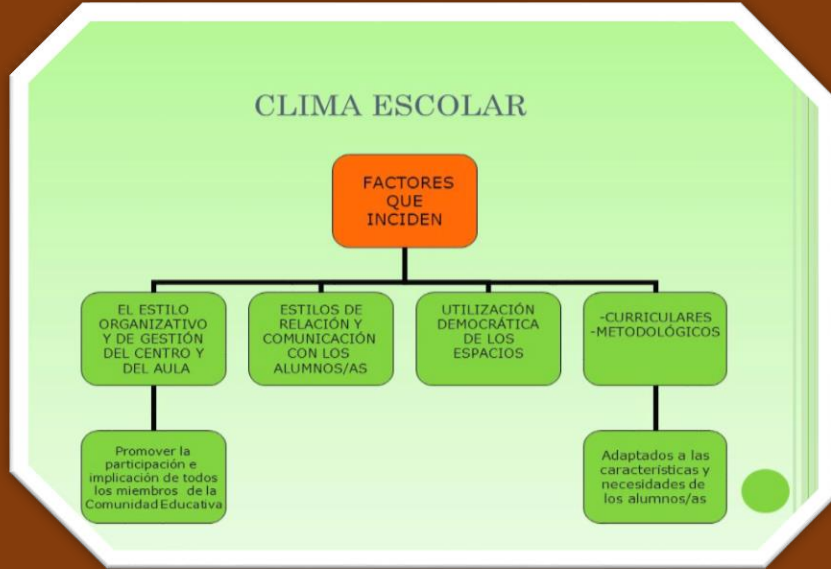 CLIMA ESCOLAR
FACTORES
QUE
INCIDEN
EL ESTILO
ORGANIZATIVO
Y DE GESTIÓN
DEL CENTRO Y
DEL AULA
ESTILOS DE
RELACIÓN Y
COMUNICACIÓN
CON LOS
ALUMNOS/AS
UTILIZACIÓN
DEMOCRÁTICA
DE LOS
ESPACIOS
-CURRICULARES
-METODOLÓGICOS
Promover la
participación e
implicación de todos
los miembros de la
Comunidad Educativa
Adaptados a las
características y
necesidades de
los alumnos/as